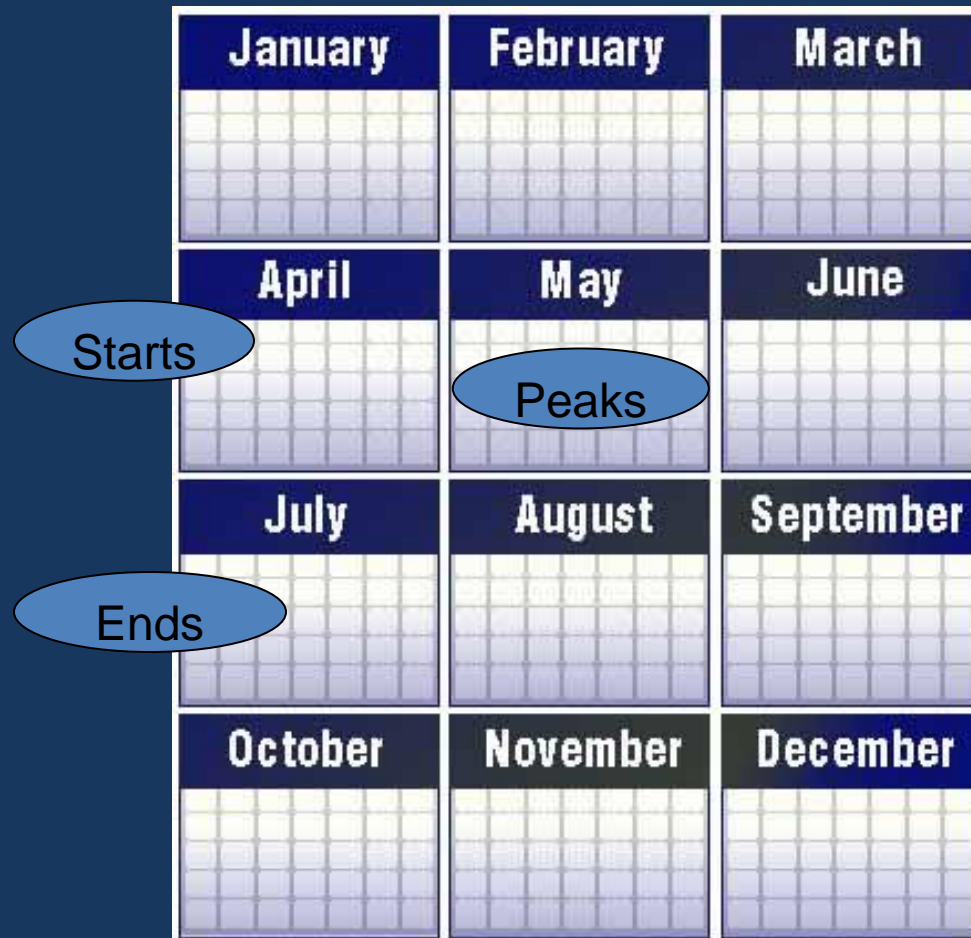 January February March
April May June
Starts
Peaks
July August September
Ends
October November December